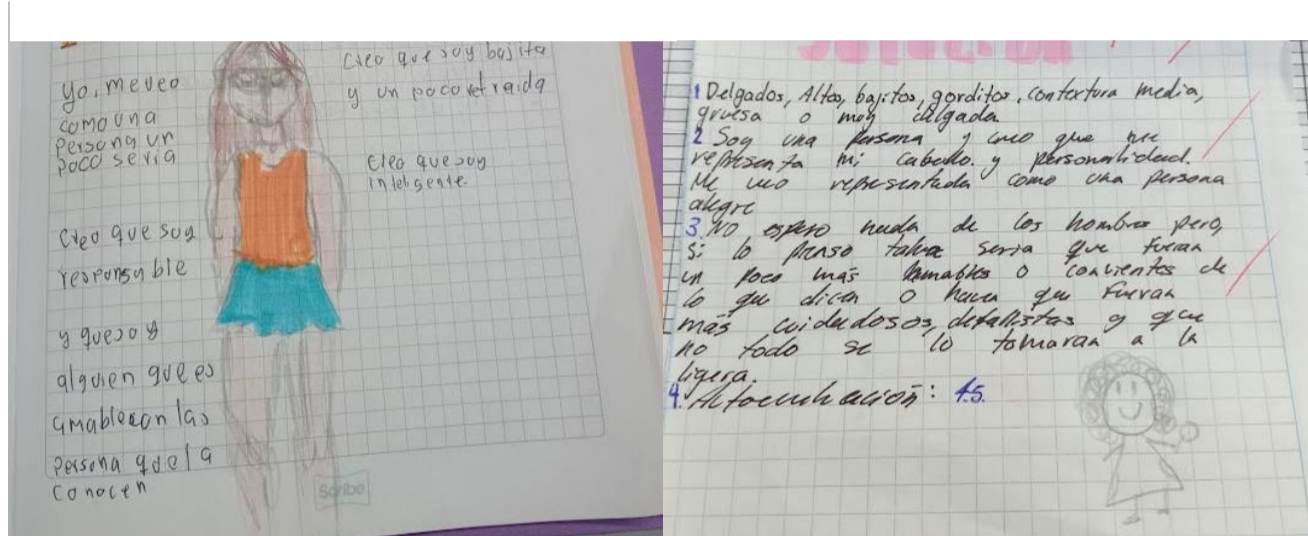 yo, me veo
como una
persona un
poco seria
Creo que soy
responsable
y que soy
alguien que es
amable con las
persona que la
conocen
Creo que soy bajita
y un poco retraida
Creo que soy
inteligente.
Scribe
1 Delgados, Altos, bajitos, gorditos, contextura media,
gruesa o muy delgada.
2 Soy una persona y creo que me
representa mi cabello y personalidad.
Me veo representada como una persona
alegre
3. No espero nada de los hombres pero,
si lo pienso talvez seria que fueran
un poco más amables o concientes de
lo que dicen o hacen que fueran
más cuidadosos, detallistas y que
no todo se lo tomaran a la
ligera.
4. Autoevaluación: 4.5.